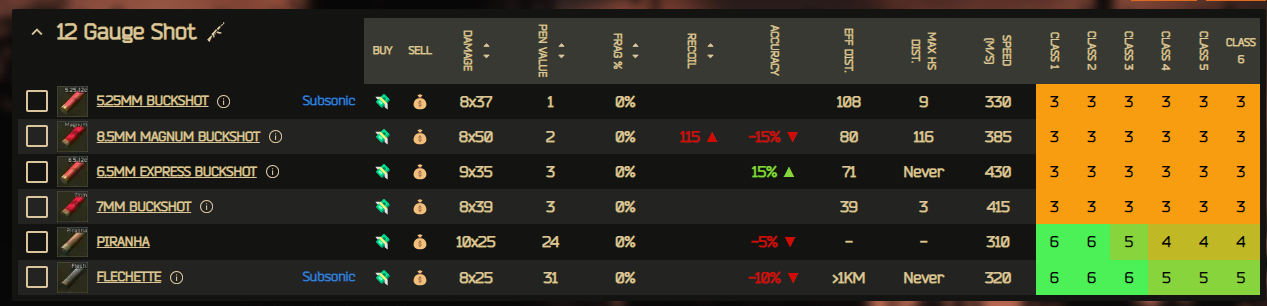 12 Gauge Shot
BUY SELL DAMAGE PEN VALUE FRAG % RECOIL ACCURACY EFF DIST. MAX HS DIST. SPEED (M/S) CLASS 1 CLASS 2 CLASS 3 CLASS 4 CLASS 5 CLASS 6
5.25MM BUCKSHOT Subsonic 8x37 1 0% 108 9 330 3 3 3 3 3 3
8.5MM MAGNUM BUCKSHOT 8x50 2 0% 115 -15% 80 116 385 3 3 3 3 3 3
6.5MM EXPRESS BUCKSHOT 9x35 3 0% 15% 71 Never 430 3 3 3 3 3 3
7MM BUCKSHOT 8x39 3 0% 39 3 415 3 3 3 3 3 3
PIRANHA 10x25 24 0% -5% - - 310 6 6 5 4 4 4
FLECHETTE Subsonic 8x25 31 0% -10% >1KM Never 320 6 6 6 5 5 5